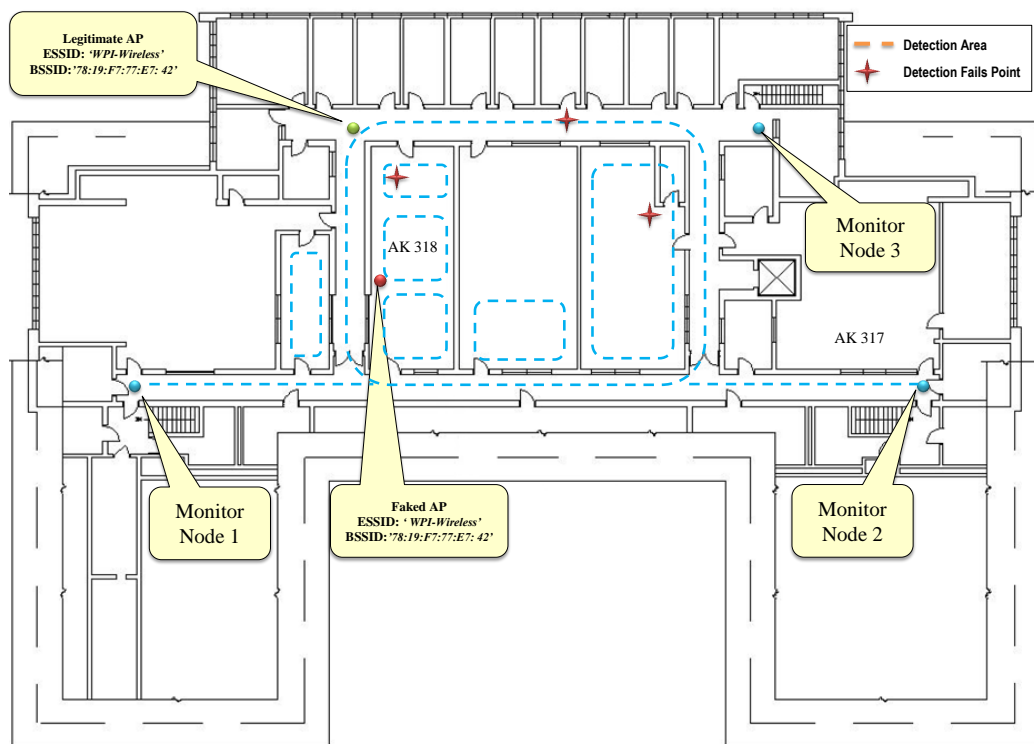 Legitimate AP
ESSID: ‘WPI-Wireless’
BSSID:’78:19:F7:77:E7: 42’
Detection Area
Detection Fails Point
Monitor
Node 3
AK 318
AK 317
Monitor
Node 1
Faked AP
ESSID: ‘ WPI-Wireless’
BSSID:’78:19:F7:77:E7: 42’
Monitor
Node 2